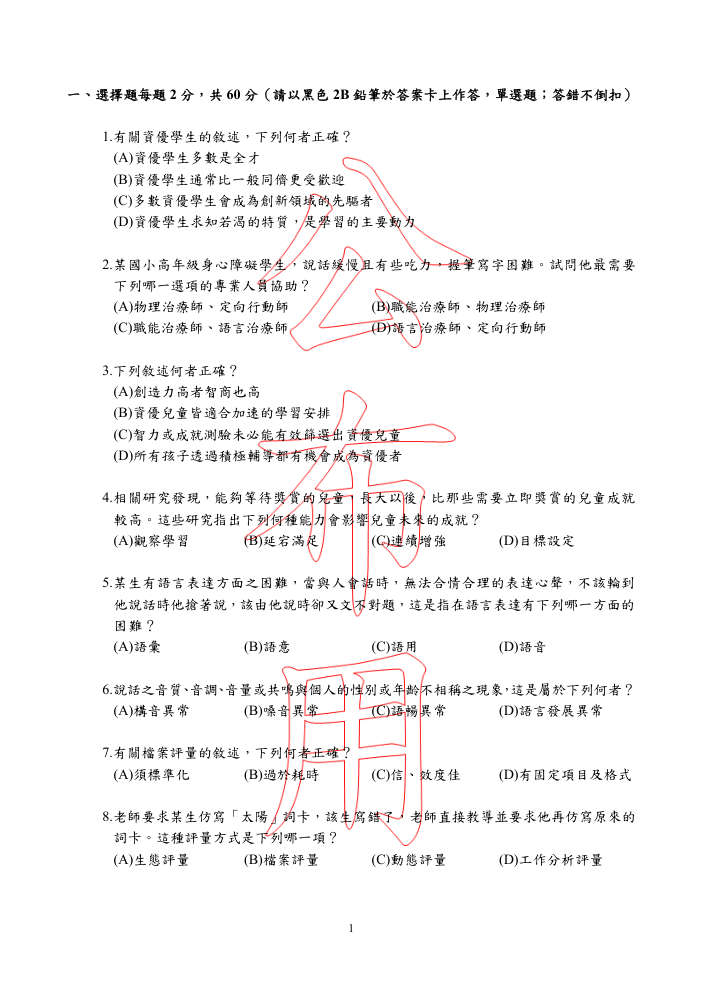 一、選擇題每題 2 分，共 60 分（請以黑色 2B 鉛筆於答案卡上作答，單選題；答錯不倒扣）
1.有關資優學生的敘述，下列何者正確？
(A)資優學生多數是全才
(B)資優學生通常比一般同儕更受歡迎
(C)多數資優學生會成為創新領域的先驅者
(D)資優學生求知若渴的特質，是學習的主要動力
2.某國小高年級身心障礙學生，說話緩慢且有些吃力，握筆寫字困難。試問他最需要
下列哪一選項的專業人員協助？
(A)物理治療師、定向行動師 (B)職能治療師、物理治療師
(C)職能治療師、語言治療師 (D)語言治療師、定向行動師
3.下列敘述何者正確？
(A)創造力高者智商也高
(B)資優兒童皆適合加速的學習安排
(C)智力或成就測驗未必能有效篩選出資優兒童
(D)所有孩子透過積極輔導都有機會成為資優者
4.相關研究發現，能夠等待獎賞的兒童，長大以後，比那些需要立即獎賞的兒童成就
較高。這些研究指出下列何種能力會影響兒童未來的成就？
(A)觀察學習 (B)延宕滿足 (C)連續增強 (D)目標設定
5.某生有語言表達方面之困難，當與人會話時，無法合情合理的表達心聲，不該輪到
他說話時他搶著說，該由他說時卻又文不對題，這是指在語言表達有下列哪一方面的
困難？
(A)語彙 (B)語意 (C)語用 (D)語音
6.說話之音質、音調、音量或共鳴與個人的性別或年齡不相稱之現象，這是屬於下列何者？
(A)構音異常 (B)嗓音異常 (C)語暢異常 (D)語言發展異常
7.有關檔案評量的敘述，下列何者正確？
(A)須標準化 (B)過於耗時 (C)信、效度佳 (D)有固定項目及格式
8.老師要求某生仿寫「太陽」詞卡，該生寫錯了，老師直接教導並要求他再仿寫原來的
詞卡。這種評量方式是下列哪一項？
(A)生態評量 (B)檔案評量 (C)動態評量 (D)工作分析評量
1
公
布
用